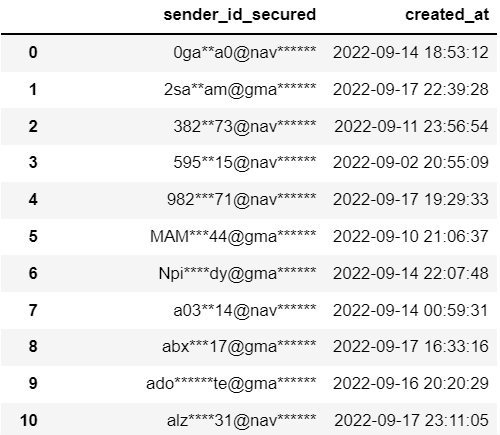 sender_id_secured created_at
0 0ga**a0@nav****** 2022-09-14 18:53:12
1 2sa**am@gma****** 2022-09-17 22:39:28
2 382**73@nav****** 2022-09-11 23:56:54
3 595**15@nav****** 2022-09-02 20:55:09
4 982***71@nav****** 2022-09-17 19:29:33
5 MAM***44@gma****** 2022-09-10 21:06:37
6 Npi****dy@gma****** 2022-09-14 22:07:48
7 a03**14@nav****** 2022-09-14 00:59:31
8 abx***17@gma****** 2022-09-17 16:33:16
9 ado******te@gma****** 2022-09-16 20:20:29
10 alz****31@nav****** 2022-09-17 23:11:05